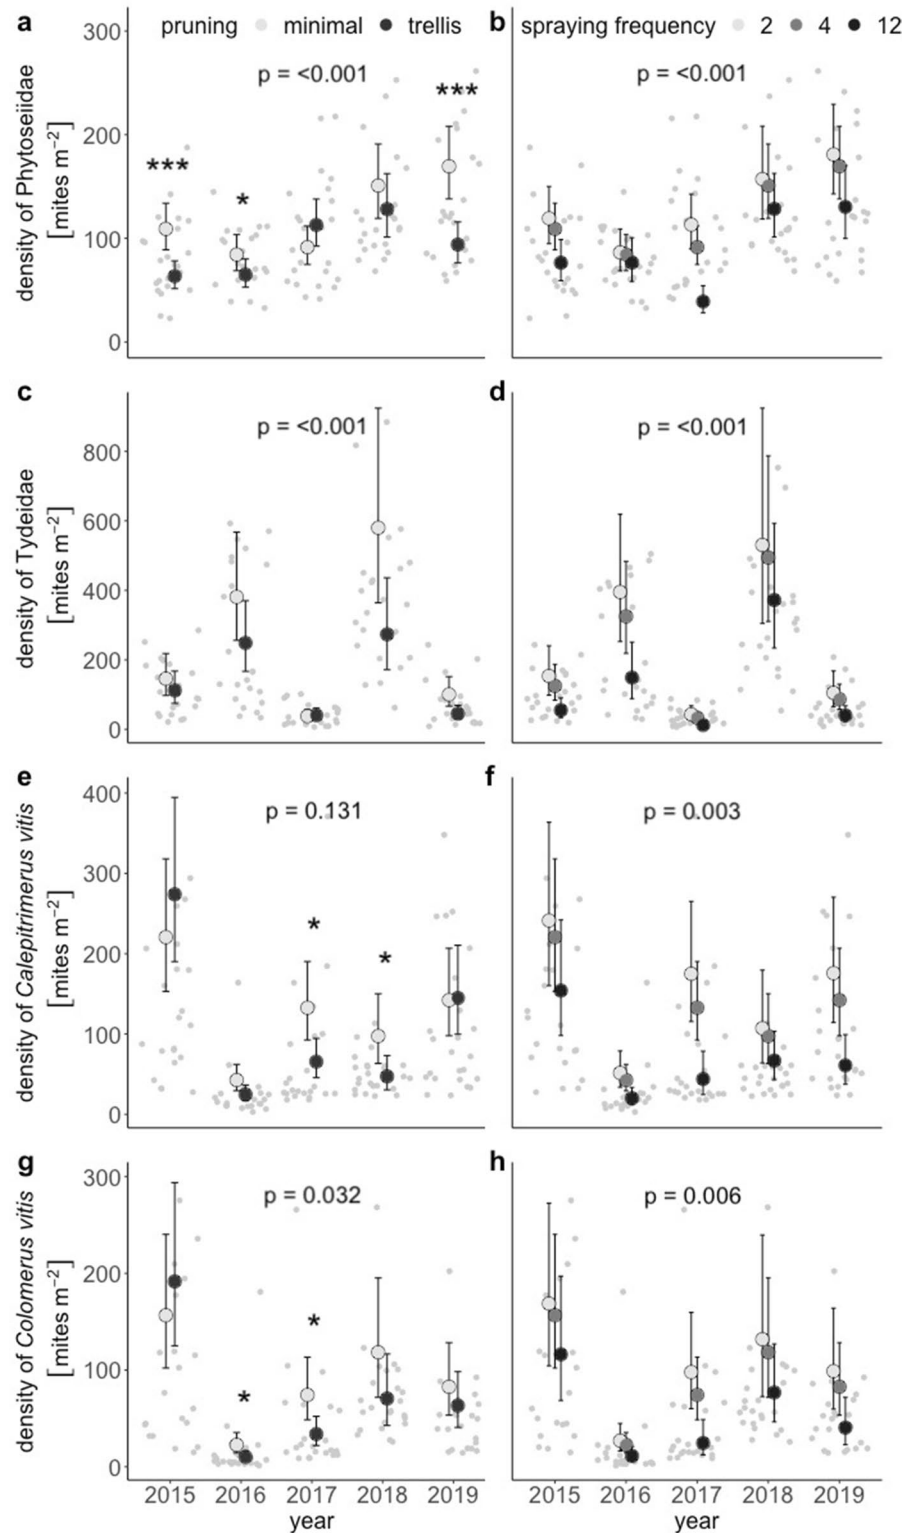 a
pruning minimal trellis
b
spraying frequency 2 4 12
density of Phytoseiidae
[mites m−2]
300
200
100
0
p = <0.001
***
*
***
p = <0.001
c
d
density of Tydeidae
[mites m−2]
800
600
400
200
0
p = <0.001
p = <0.001
e
f
density of Calepitrimerus vitis
[mites m−2]
400
300
200
100
0
p = 0.131
*
*
p = 0.003
g
h
density of Colomerus vitis
[mites m−2]
300
200
100
0
p = 0.032
*
*
p = 0.006
2015 2016 2017 2018 2019
year
2015 2016 2017 2018 2019
year